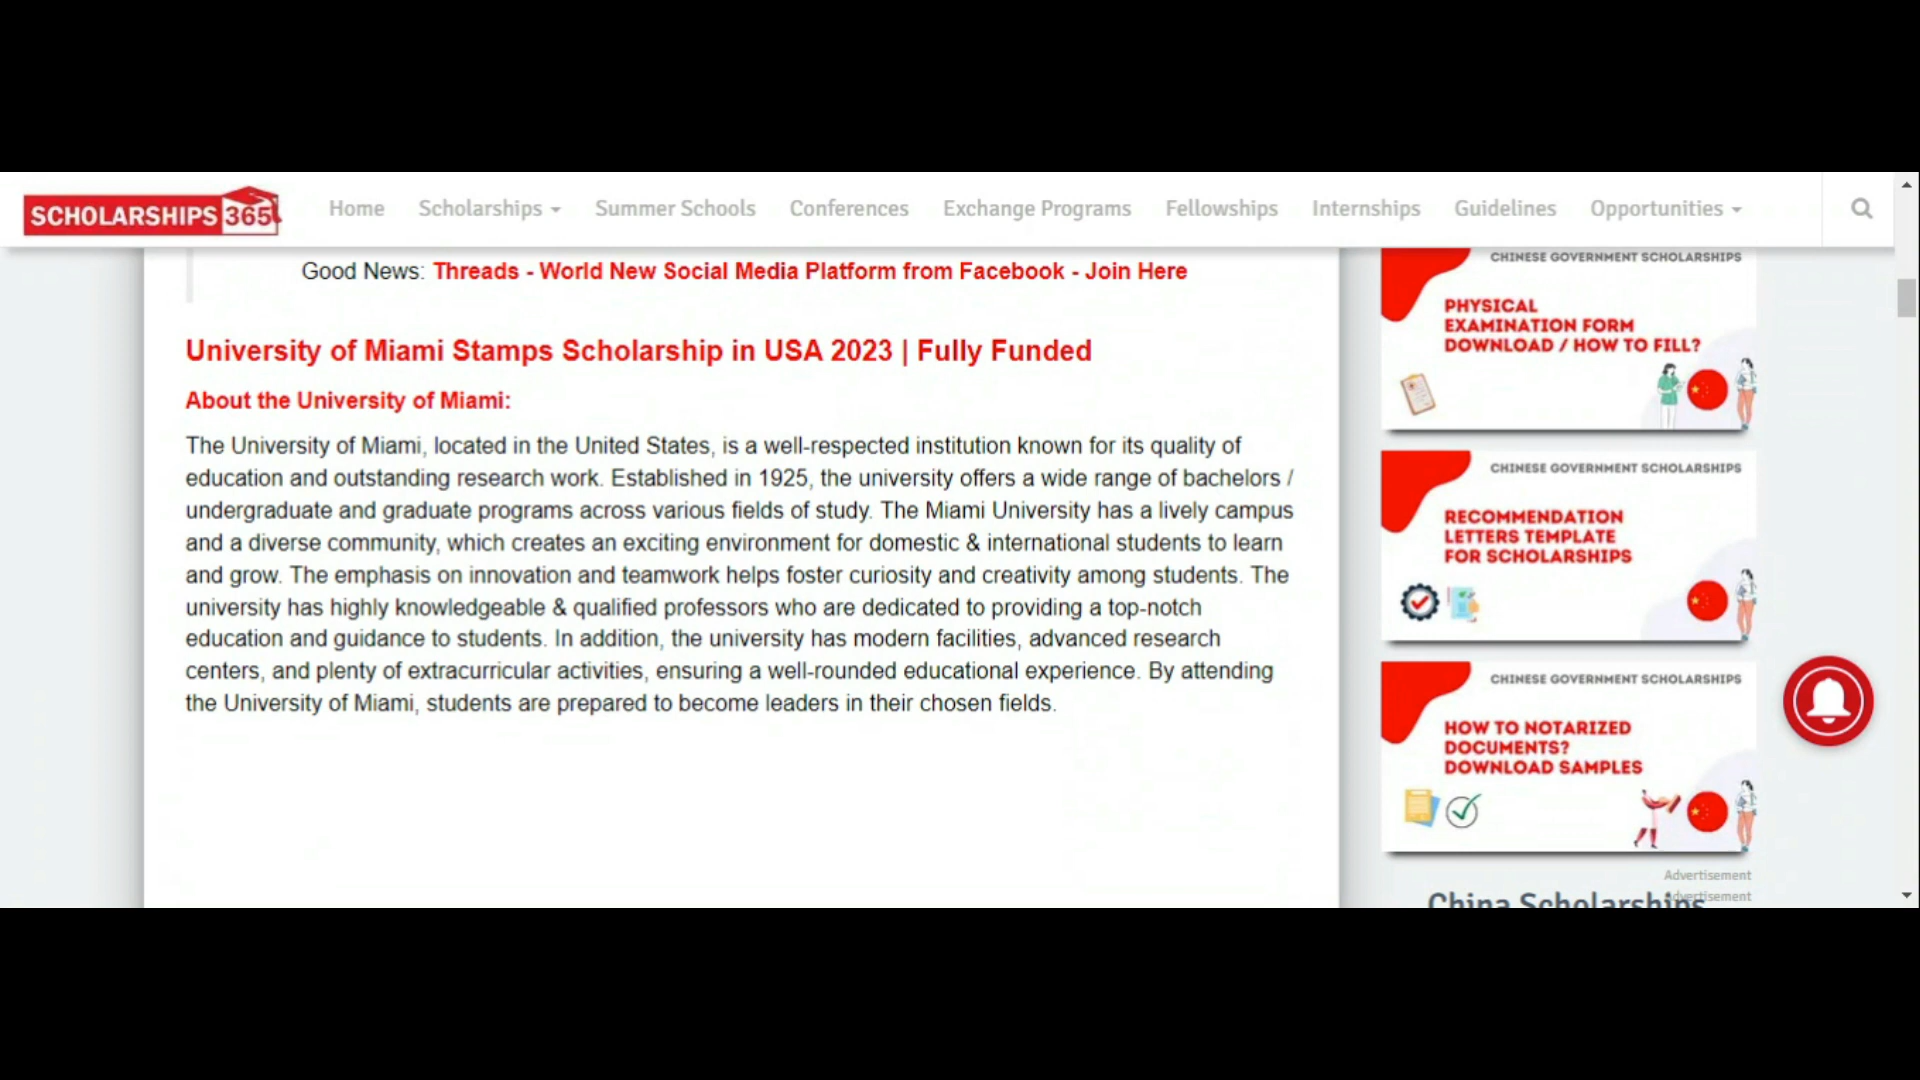 SCHOLARSHIPS 365
Home Scholarships Summer Schools Conferences Exchange Programs Fellowships Internships Guidelines Opportunities
Good News: Threads - World New Social Media Platform from Facebook - Join Here
University of Miami Stamps Scholarship in USA 2023 | Fully Funded
About the University of Miami:
The University of Miami, located in the United States, is a well-respected institution known for its quality of
education and outstanding research work. Established in 1925, the university offers a wide range of bachelors /
undergraduate and graduate programs across various fields of study. The Miami University has a lively campus
and a diverse community, which creates an exciting environment for domestic & international students to learn
and grow. The emphasis on innovation and teamwork helps foster curiosity and creativity among students. The
university has highly knowledgeable & qualified professors who are dedicated to providing a top-notch
education and guidance to students. In addition, the university has modern facilities, advanced research
centers, and plenty of extracurricular activities, ensuring a well-rounded educational experience. By attending
the University of Miami, students are prepared to become leaders in their chosen fields.
CHINESE GOVERNMENT SCHOLARSHIPS
PHYSICAL
EXAMINATION FORM
DOWNLOAD / HOW TO FILL?
CHINESE GOVERNMENT SCHOLARSHIPS
RECOMMENDATION
LETTERS TEMPLATE
FOR SCHOLARSHIPS
CHINESE GOVERNMENT SCHOLARSHIPS
HOW TO NOTARIZED
DOCUMENTS?
DOWNLOAD SAMPLES
Advertisement
Advertisement
China Scholarships